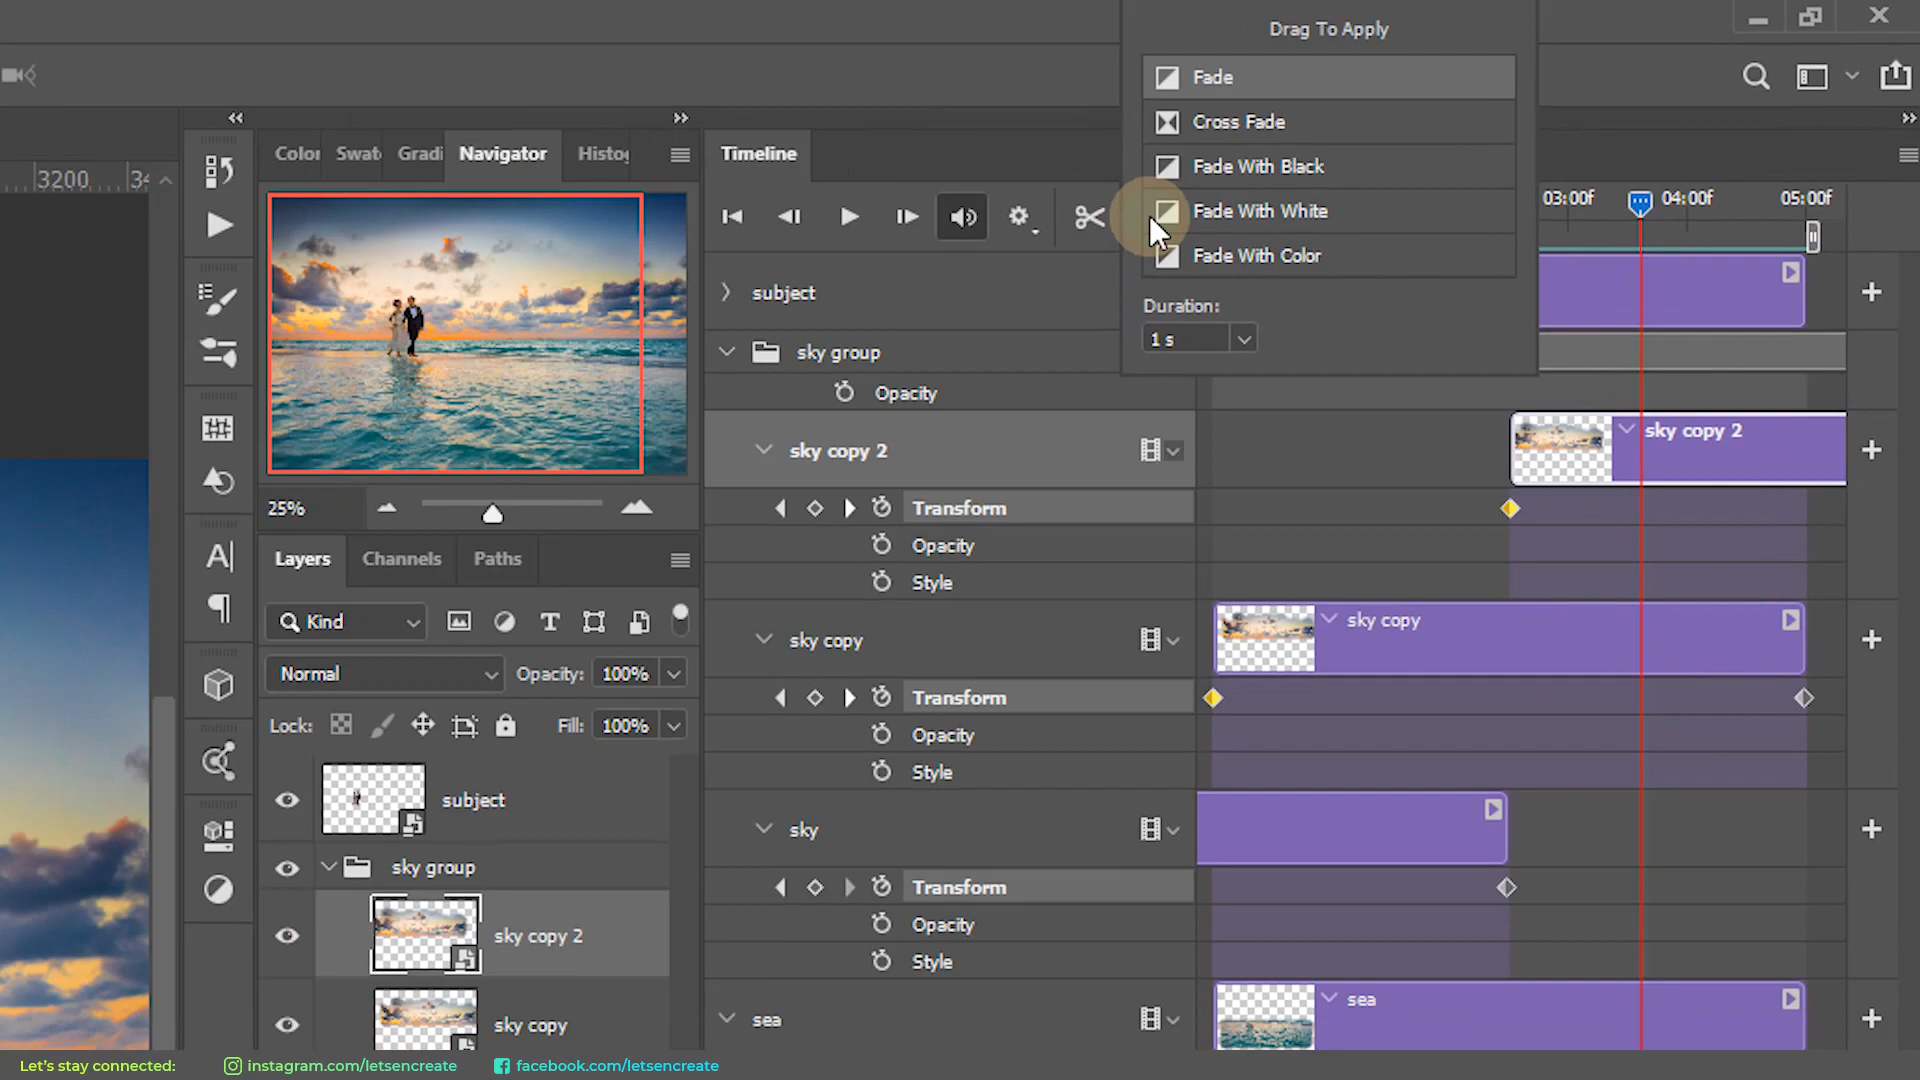 Drag To Apply
Fade
Cross Fade
Fade With Black
Fade With White
Fade With Color
Duration:
1 s
3200
34
Color
Swat
Gradi
Navigator
Histog
Timeline
03:00f
04:00f
05:00f
subject
sky group
Opacity
sky copy 2
sky copy 2
25%
Transform
Opacity
Style
Layers
Channels
Paths
Kind
sky copy
sky copy
Normal
Opacity:
100%
Transform
Lock:
Fill:
100%
Opacity
Style
subject
sky
sky group
Transform
sky copy 2
Opacity
Style
sky copy
sea
sea
Let's stay connected:
instagram.com/letsencreate
facebook.com/letsencreate